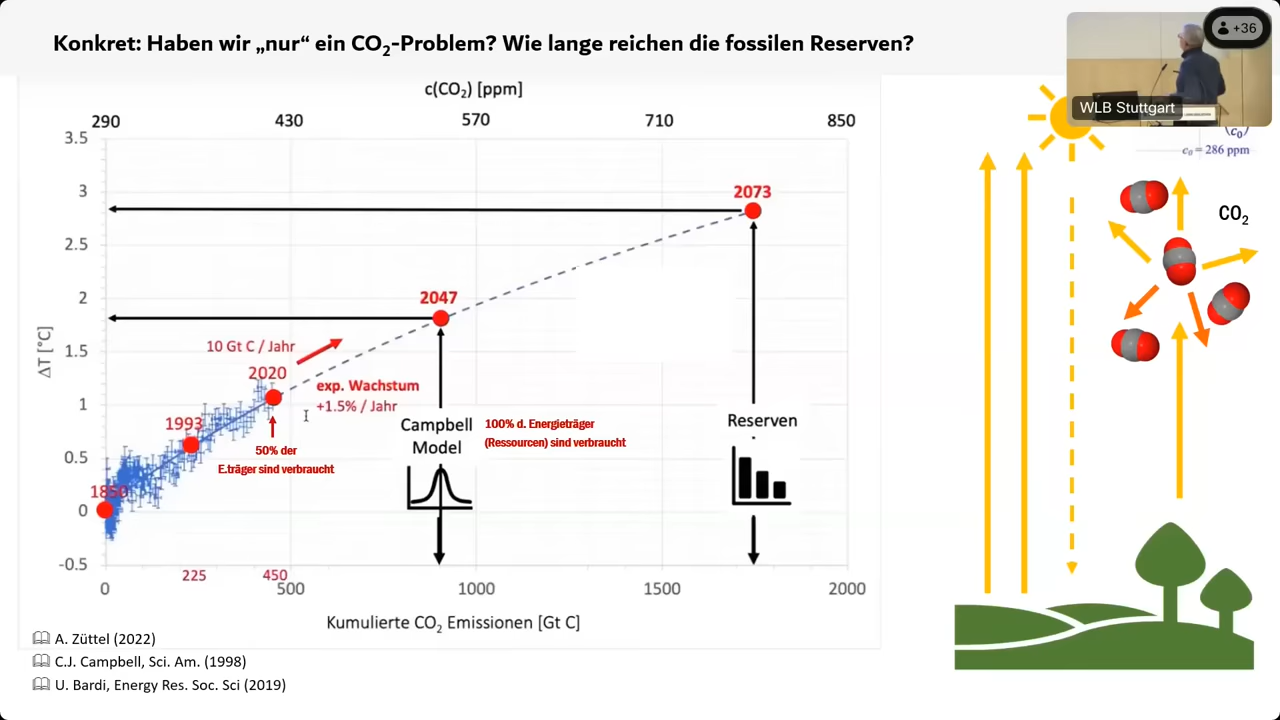 Konkret: Haben wir „nur“ ein CO₂-Problem? Wie lange reichen die fossilen Reserven?
+36
WLB Stuttgart
c(CO₂) [ppm]
290 430 570 710 850
(c₀)
c₀ = 286 ppm
CO₂
3.5
3
2.5
2
1.5
1
0.5
0
-0.5
ΔT [°C]
2073
2047
10 Gt C / Jahr
2020
exp. Wachstum
+1.5% / Jahr
1993
50% der
E.träger sind verbraucht
1850
Campbell
Model
100% d. Energieträger
(Ressourcen) sind verbraucht
Reserven
225 450
0 500 1000 1500 2000
Kumulierte CO₂ Emissionen [Gt C]
A. Züttel (2022)
C.J. Campbell, Sci. Am. (1998)
U. Bardi, Energy Res. Soc. Sci (2019)